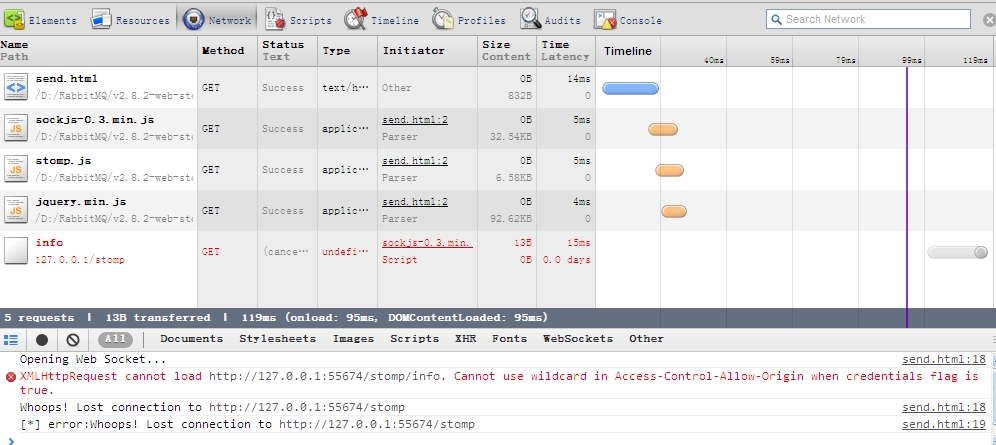 Elements Resources Network Scripts Timeline Profiles Audits Console Search Network
Name Method Status Type Initiator Size Time Timeline
Path Text Content Latency 40ms 59ms 79ms 99ms 119ms
send.html 0B 14ms
GET Success text/h… Other
/D:/RabbitMQ/v2.8.2-web-sto 832B 0
sockjs-0.3.min.js send.html:2 0B 5ms
GET Success applic…
/D:/RabbitMQ/v2.8.2-web-sto Parser 32.54KB 0
stomp.js send.html:2 0B 5ms
GET Success applic…
/D:/RabbitMQ/v2.8.2-web-sto Parser 6.58KB 0
jquery.min.js send.html:2 0B 4ms
GET Success applic…
/D:/RabbitMQ/v2.8.2-web-sto Parser 92.62KB 0
info sockjs-0.3.min. 13B 15ms
GET (cance… undefi…
127.0.0.1/stomp Script 0B 0.0 days
5 requests | 13B transferred | 119ms (onload: 95ms, DOMContentLoaded: 95ms)
All Documents Stylesheets Images Scripts XHR Fonts WebSockets Other
Opening Web Socket... send.html:18
XMLHttpRequest cannot load http://127.0.0.1:55674/stomp/info. Cannot use wildcard in Access-Control-Allow-Origin when credentials flag is
true.
Whoops! Lost connection to http://127.0.0.1:55674/stomp send.html:18
[*] error:Whoops! Lost connection to http://127.0.0.1:55674/stomp send.html:19